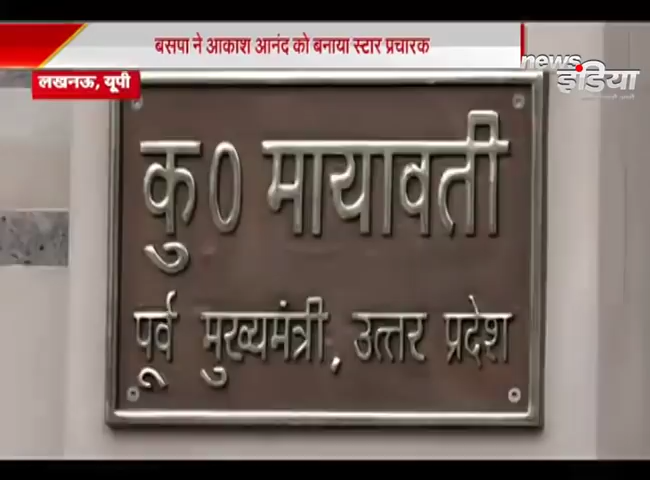 बसपा ने आकाश आनंद को बनाया स्टार प्रचारक
news
इंडिया
लखनऊ, यूपी
कु0 मायावती
पूर्व मुख्यमंत्री, उत्तर प्रदेश